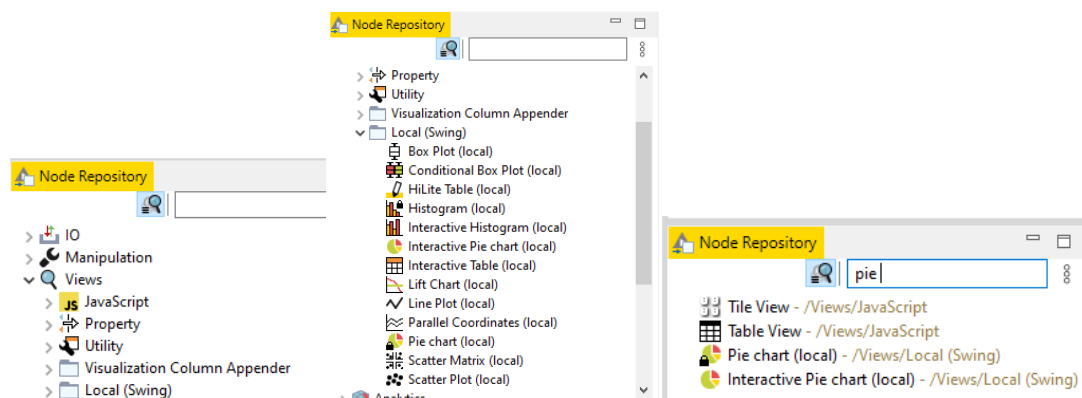 Node Repository
IO
Manipulation
Views
JS JavaScript
Property
Utility
Visualization Column Appender
Local (Swing)
Node Repository
Property
Utility
Visualization Column Appender
Local (Swing)
Box Plot (local)
Conditional Box Plot (local)
HiLite Table (local)
Histogram (local)
Interactive Histogram (local)
Interactive Pie chart (local)
Interactive Table (local)
Lift Chart (local)
Line Plot (local)
Parallel Coordinates (local)
Pie chart (local)
Scatter Matrix (local)
Scatter Plot (local)
Analytics
Node Repository
pie
Tile View - /Views/JavaScript
Table View - /Views/JavaScript
Pie chart (local) - /Views/Local (Swing)
Interactive Pie chart (local) - /Views/Local (Swing)